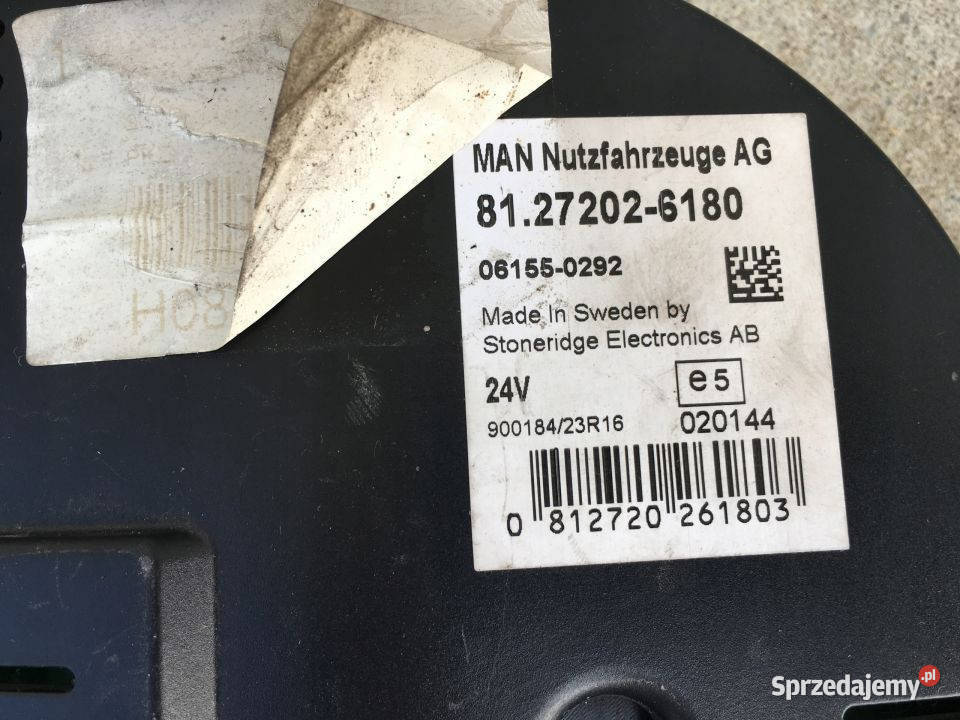 MAN Nutzfahrzeuge AG
81.27202-6180
06155-0292
Made In Sweden by
Stoneridge Electronics AB
24V
e5
900184/23R16
020144
0 812720 261803
H08
Sprzedajemy.pl